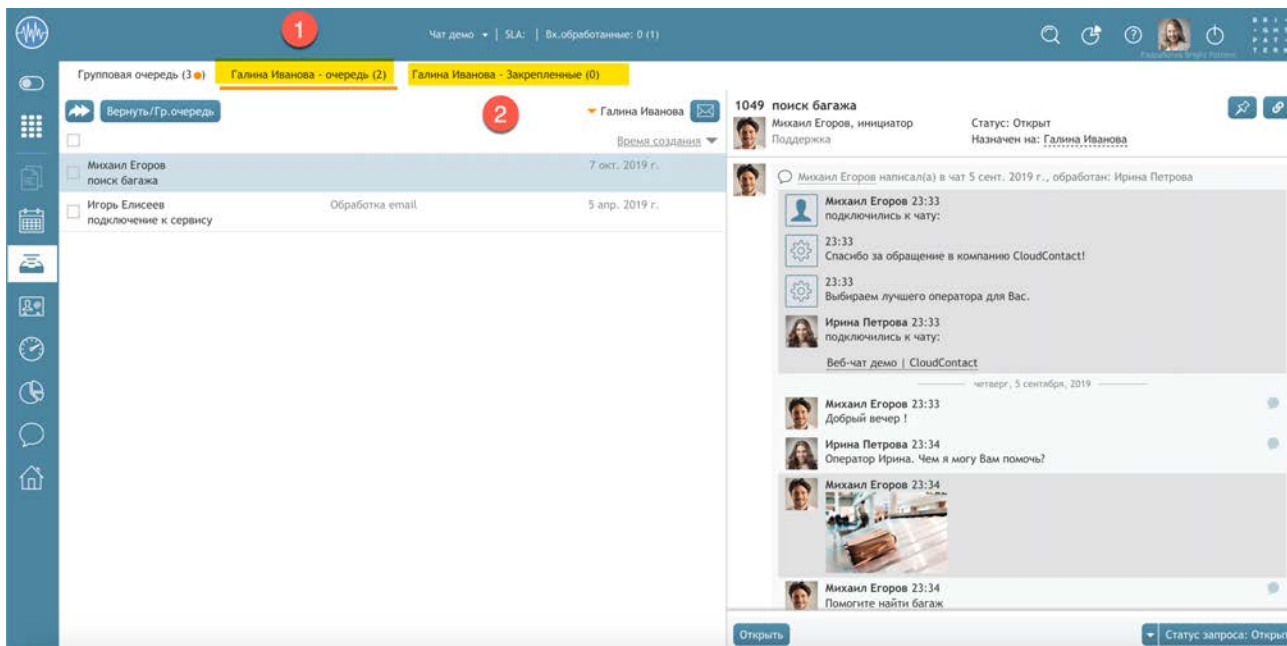 1
Чат демо | SLA: | Вх.обработанные: 0 (1)
Групповая очередь (3)
Галина Иванова - очередь (2)
Галина Иванова - Закрепленные (0)
Вернуть/Гр.очередь
2
Галина Иванова
Время создания
Михаил Егоров
7 окт. 2019 г.
поиск багажа
Игорь Елисеев
Обработка email
5 апр. 2019 г.
подключение к сервису
1049 поиск багажа
Михаил Егоров, инициатор
Статус: Открыт
Поддержка
Назначен на: Галина Иванова
Михаил Егоров написал(а) в чат 5 сент. 2019 г., обработан: Ирина Петрова
Михаил Егоров 23:33
подключились к чату:
23:33
Спасибо за обращение в компанию CloudContact!
23:33
Выбираем лучшего оператора для Вас.
Ирина Петрова 23:33
подключились к чату:
Веб-чат демо | CloudContact
четверг, 5 сентября, 2019
Михаил Егоров 23:33
Добрый вечер !
Ирина Петрова 23:34
Оператор Ирина. Чем я могу Вам помочь?
Михаил Егоров 23:34
Михаил Егоров 23:34
Помогите найти багаж
Открыть
Статус запроса: Откры